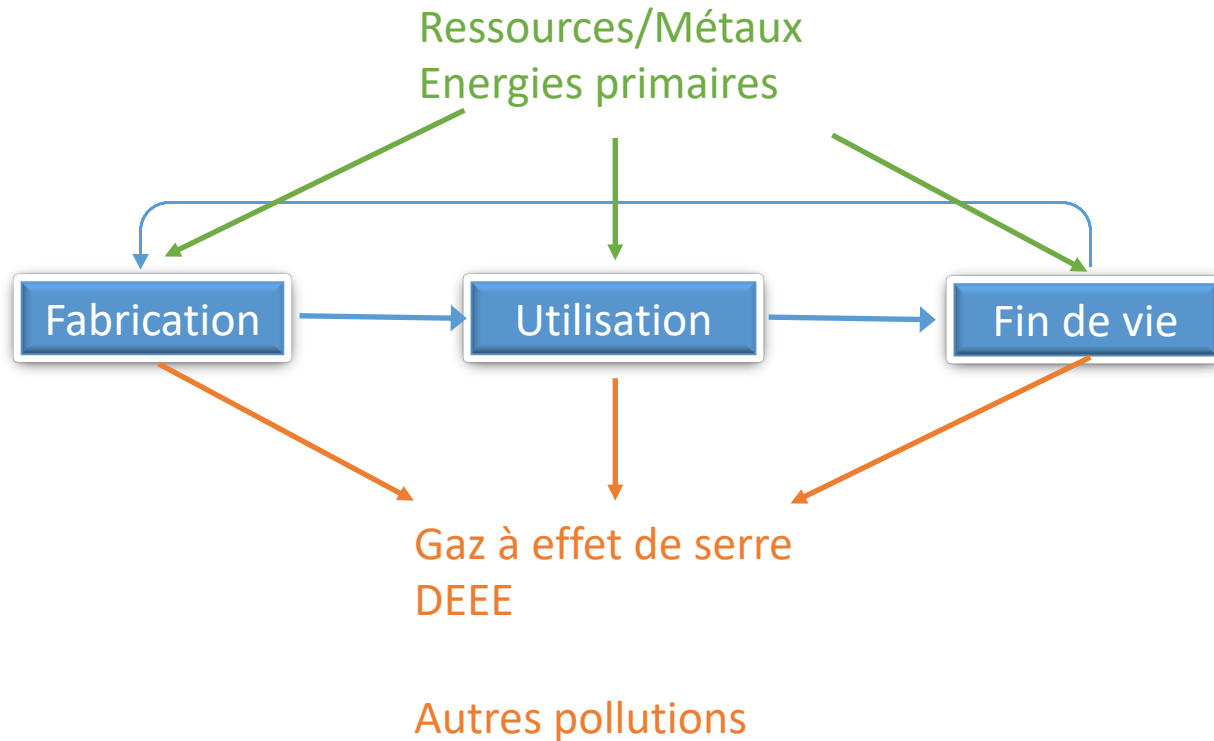 Ressources/Métaux
Energies primaires
Fabrication
Utilisation
Fin de vie
Gaz à effet de serre
DEEE
Autres pollutions